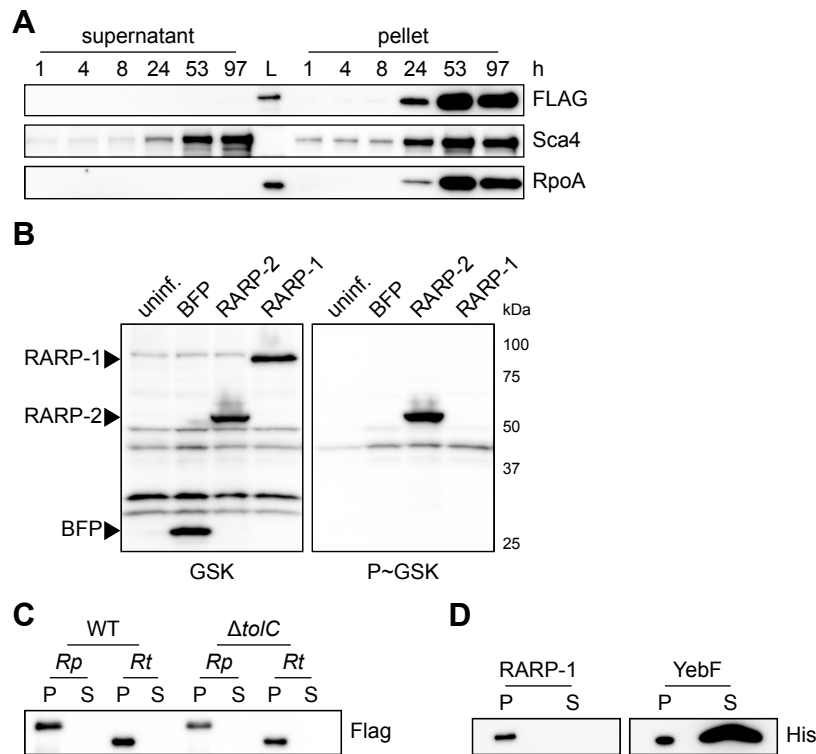 A
supernatant pellet
1 4 8 24 53 97 L 1 4 8 24 53 97 h
FLAG
Sca4
RpoA
B
uninf. BFP RARP-2 RARP-1 uninf. BFP RARP-2 RARP-1
kDa
RARP-1 100
75
RARP-2 50
37
BFP 25
GSK P~GSK
C D
WT ΔtolC
Rp Rt Rp Rt RARP-1 YebF
P S P S P S P S P S P S
Flag His